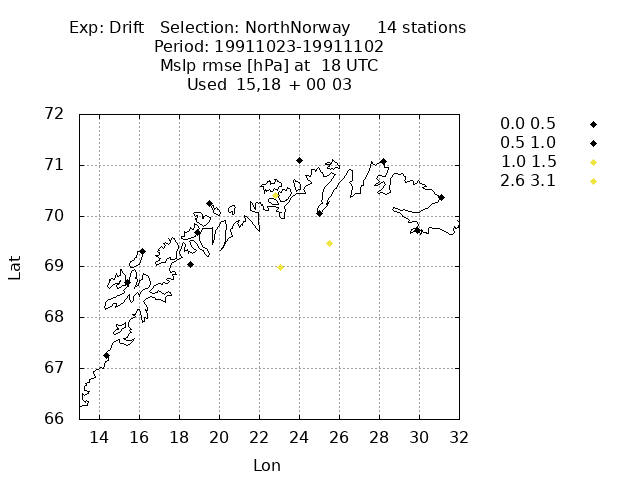 Exp: Drift Selection: NorthNorway 14 stations
Period: 19911023-19911102
Mslp rmse [hPa] at 18 UTC
Used 15,18 + 00 03
72
71
70
69
68
67
66
Lat
14 16 18 20 22 24 26 28 30 32
Lon
0.0 0.5
0.5 1.0
1.0 1.5
2.6 3.1